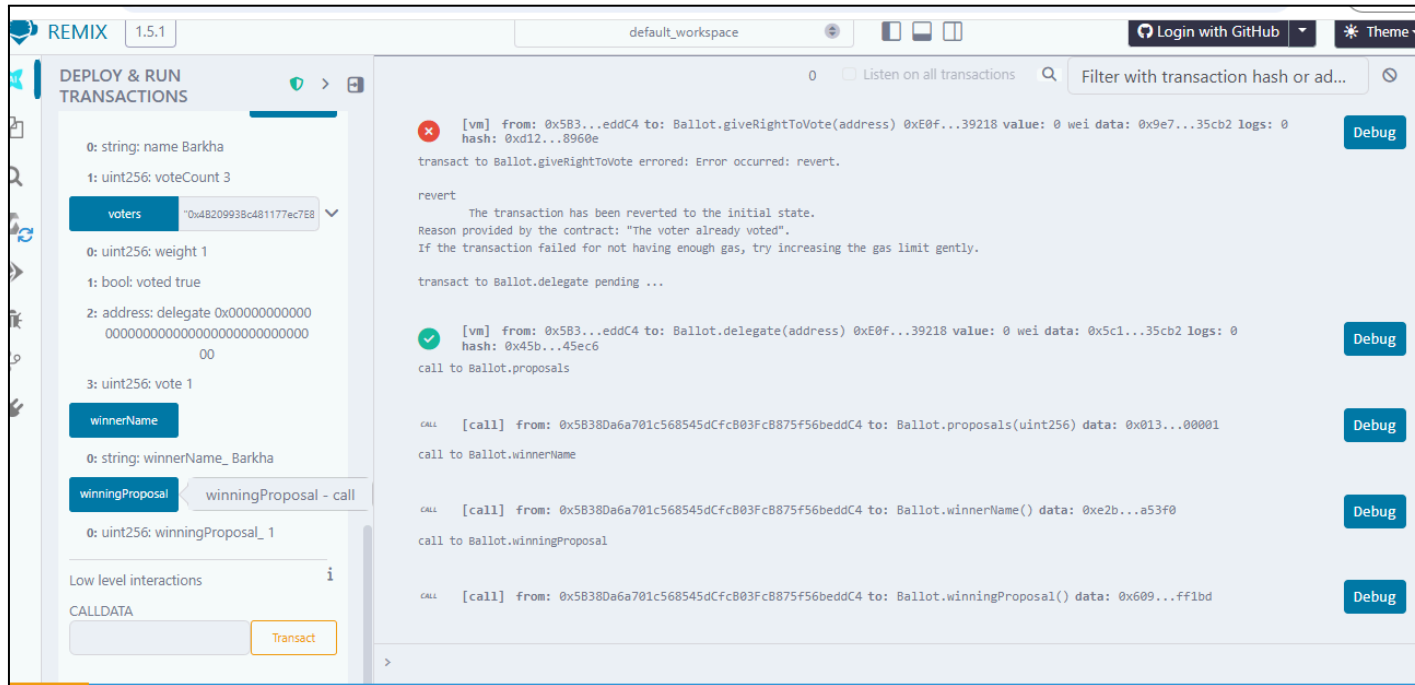 REMIX 1.5.1
default_workspace
Login with GitHub
Theme
DEPLOY & RUN
TRANSACTIONS
0: string: name Barkha
1: uint256: voteCount 3
voters "0x4B20993Bc481177ec7E8
0: uint256: weight 1
1: bool: voted true
2: address: delegate 0x00000000000
000000000000000000000000000
00
3: uint256: vote 1
winnerName
0: string: winnerName_ Barkha
winningProposal winningProposal - call
0: uint256: winningProposal_ 1
Low level interactions i
CALLDATA
Transact
0 Listen on all transactions Filter with transaction hash or ad...
[vm] from: 0x5B3...eddC4 to: Ballot.giveRightToVote(address) 0xE0f...39218 value: 0 wei data: 0x9e7...35cb2 logs: 0
hash: 0xd12...8960e
Debug
transact to Ballot.giveRightToVote errored: Error occurred: revert.
revert
The transaction has been reverted to the initial state.
Reason provided by the contract: "The voter already voted".
If the transaction failed for not having enough gas, try increasing the gas limit gently.
transact to Ballot.delegate pending ...
[vm] from: 0x5B3...eddC4 to: Ballot.delegate(address) 0xE0f...39218 value: 0 wei data: 0x5c1...35cb2 logs: 0
hash: 0x45b...45ec6
Debug
call to Ballot.proposals
CALL [call] from: 0x5B38Da6a701c568545dCfcB03FcB875f56beddC4 to: Ballot.proposals(uint256) data: 0x013...00001
Debug
call to Ballot.winnerName
CALL [call] from: 0x5B38Da6a701c568545dCfcB03FcB875f56beddC4 to: Ballot.winnerName() data: 0xe2b...a53f0
Debug
call to Ballot.winningProposal
CALL [call] from: 0x5B38Da6a701c568545dCfcB03FcB875f56beddC4 to: Ballot.winningProposal() data: 0x609...ff1bd
Debug
>